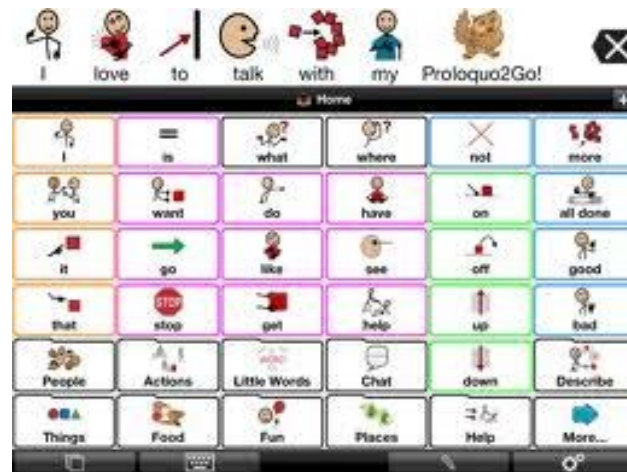 I love to talk with my Proloquo2Go!
Home
I is what where not more
you want do have on all done
it go like see off good
that STOP stop get help up bad
People Actions WORD Little Words Chat down Describe
Things Food Fun Places Help More...